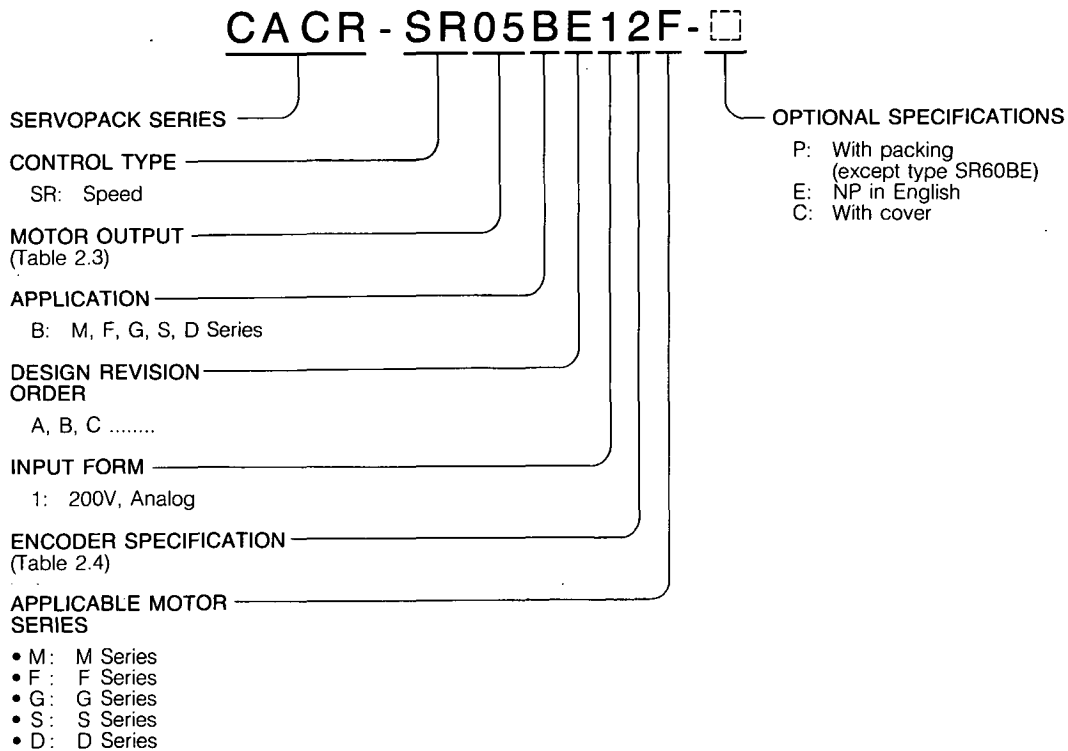 CACR-SR05BE12F-
SERVOPACK SERIES
CONTROL TYPE
SR: Speed
MOTOR OUTPUT
(Table 2.3)
APPLICATION
B: M, F, G, S, D Series
DESIGN REVISION
ORDER
A, B, C ........
INPUT FORM
1: 200V, Analog
ENCODER SPECIFICATION
(Table 2.4)
APPLICABLE MOTOR
SERIES
• M: M Series
• F: F Series
• G: G Series
• S: S Series
• D: D Series
OPTIONAL SPECIFICATIONS
P: With packing
(except type SR60BE)
E: NP in English
C: With cover